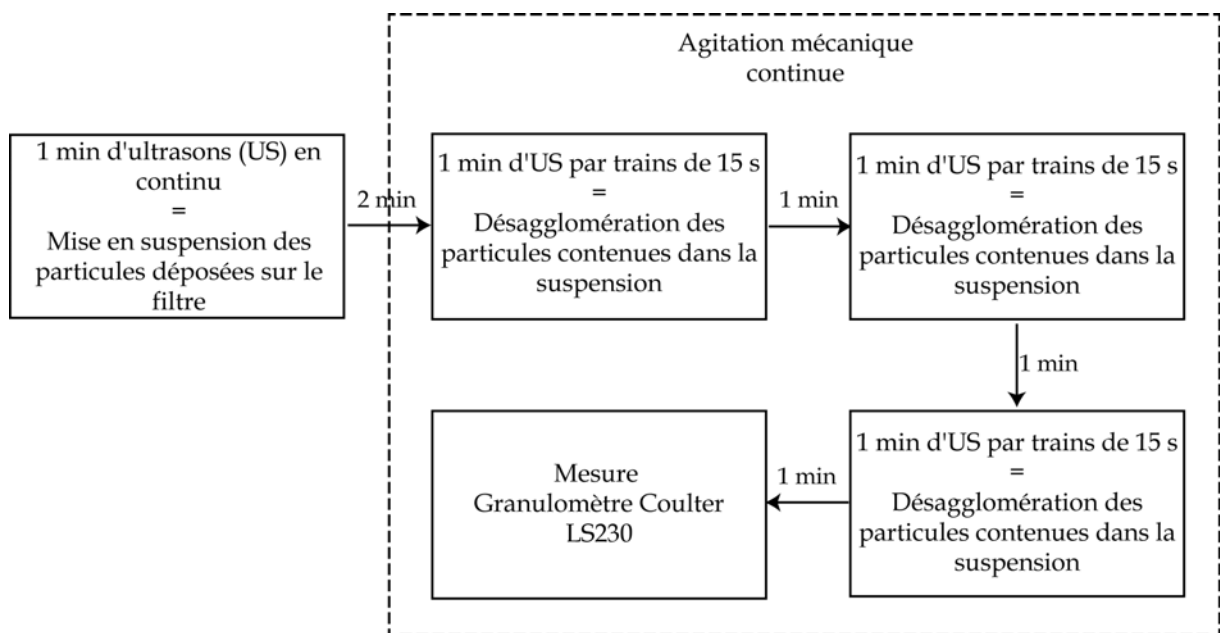 Agitation mécanique
continue
1 min d'ultrasons (US) en
continu
=
Mise en suspension des
particules déposées sur le
filtre
2 min
1 min d'US par trains de 15 s
=
Désagglomération des
particules contenues dans la
suspension
1 min
1 min d'US par trains de 15 s
=
Désagglomération des
particules contenues dans la
suspension
1 min
1 min d'US par trains de 15 s
=
Désagglomération des
particules contenues dans la
suspension
1 min
Mesure
Granulomètre Coulter
LS230